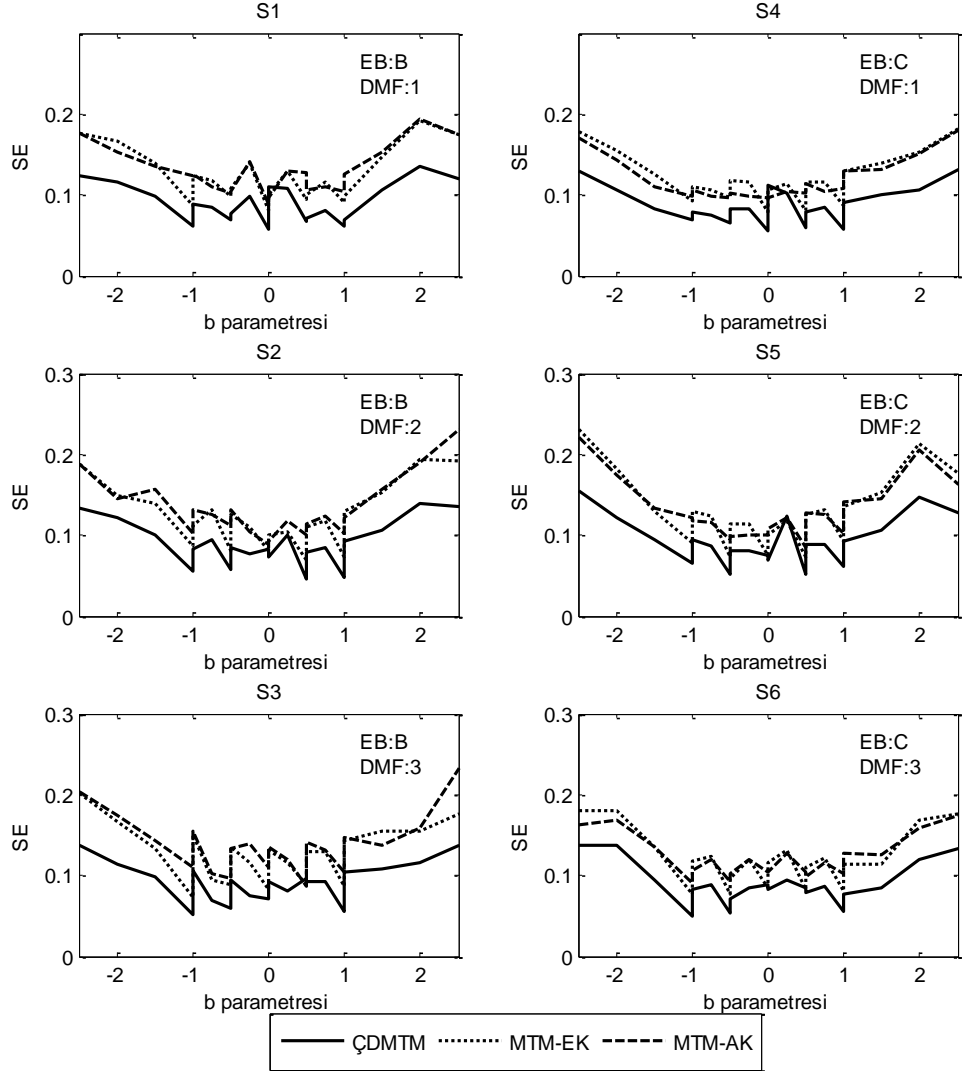 S1
EB:B
DMF:1
SE
0.2
0.1
0
-2 -1 0 1 2
b parametresi
S4
EB:C
DMF:1
SE
0.2
0.1
0
-2 -1 0 1 2
b parametresi
S2
EB:B
DMF:2
SE
0.3
0.2
0.1
0
-2 -1 0 1 2
b parametresi
S5
EB:C
DMF:2
SE
0.3
0.2
0.1
0
-2 -1 0 1 2
b parametresi
S3
EB:B
DMF:3
SE
0.3
0.2
0.1
0
-2 -1 0 1 2
b parametresi
S6
EB:C
DMF:3
SE
0.3
0.2
0.1
0
-2 -1 0 1 2
b parametresi
ÇDMTM MTM-EK MTM-AK